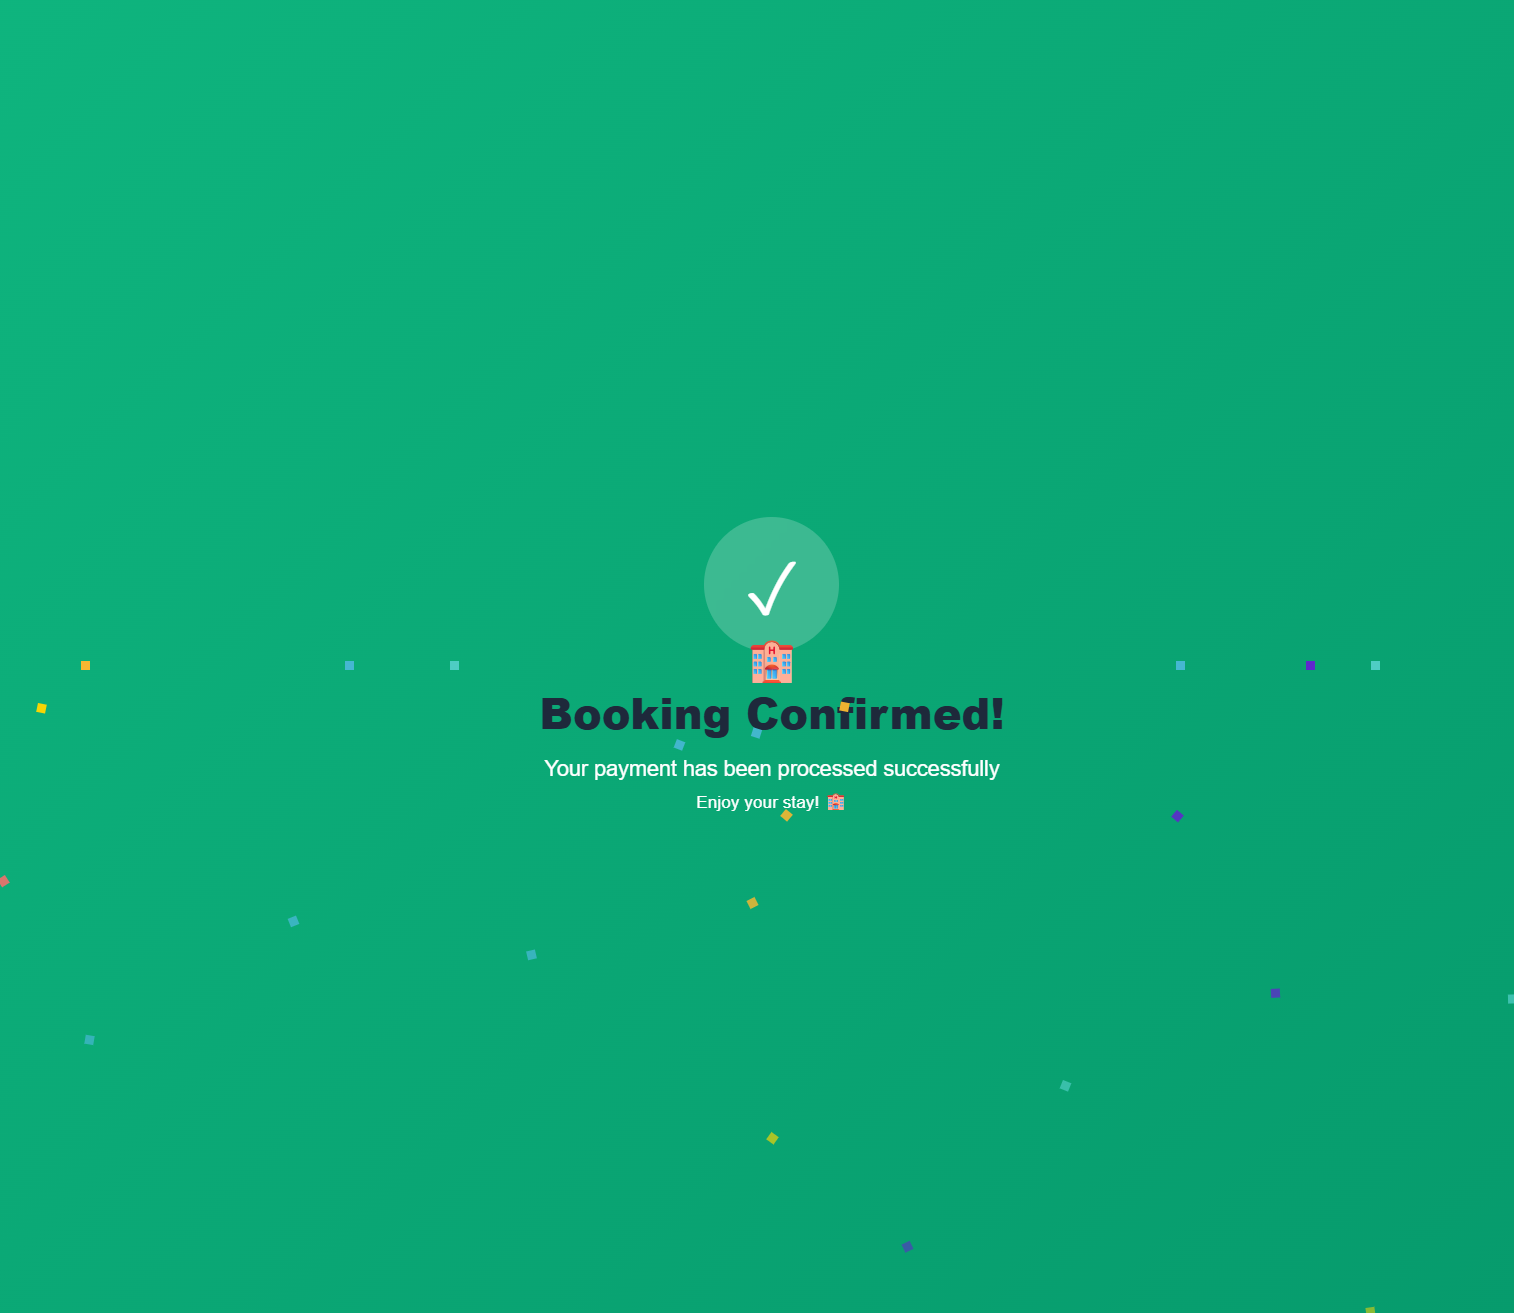 ✓
🏨
Booking Confirmed!
Your payment has been processed successfully
Enjoy your stay! 🏨